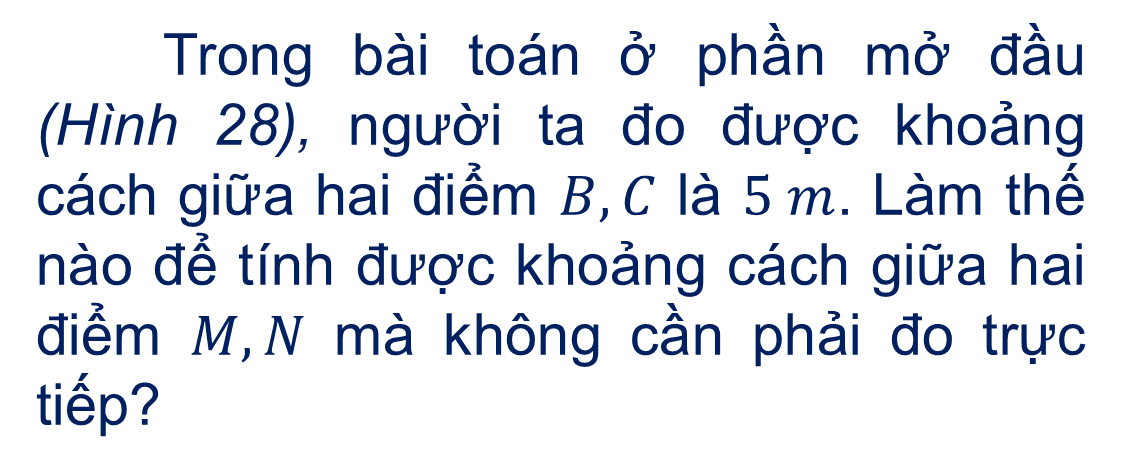 Trong bài toán ở phần mở đầu
(Hình 28), người ta đo được khoảng
cách giữa hai điểm B, C là 5 m. Làm thế
nào để tính được khoảng cách giữa hai
điểm M, N mà không cần phải đo trực
tiếp?